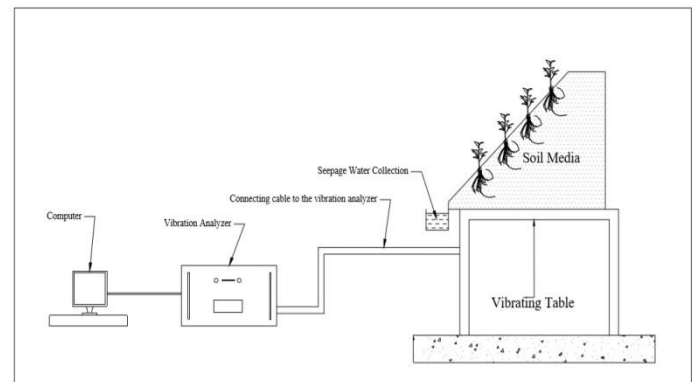 Soil Media
Seepage Water Collection
Connecting cable to the vibration analyzer
Computer
Vibration Analyzer
Vibrating Table